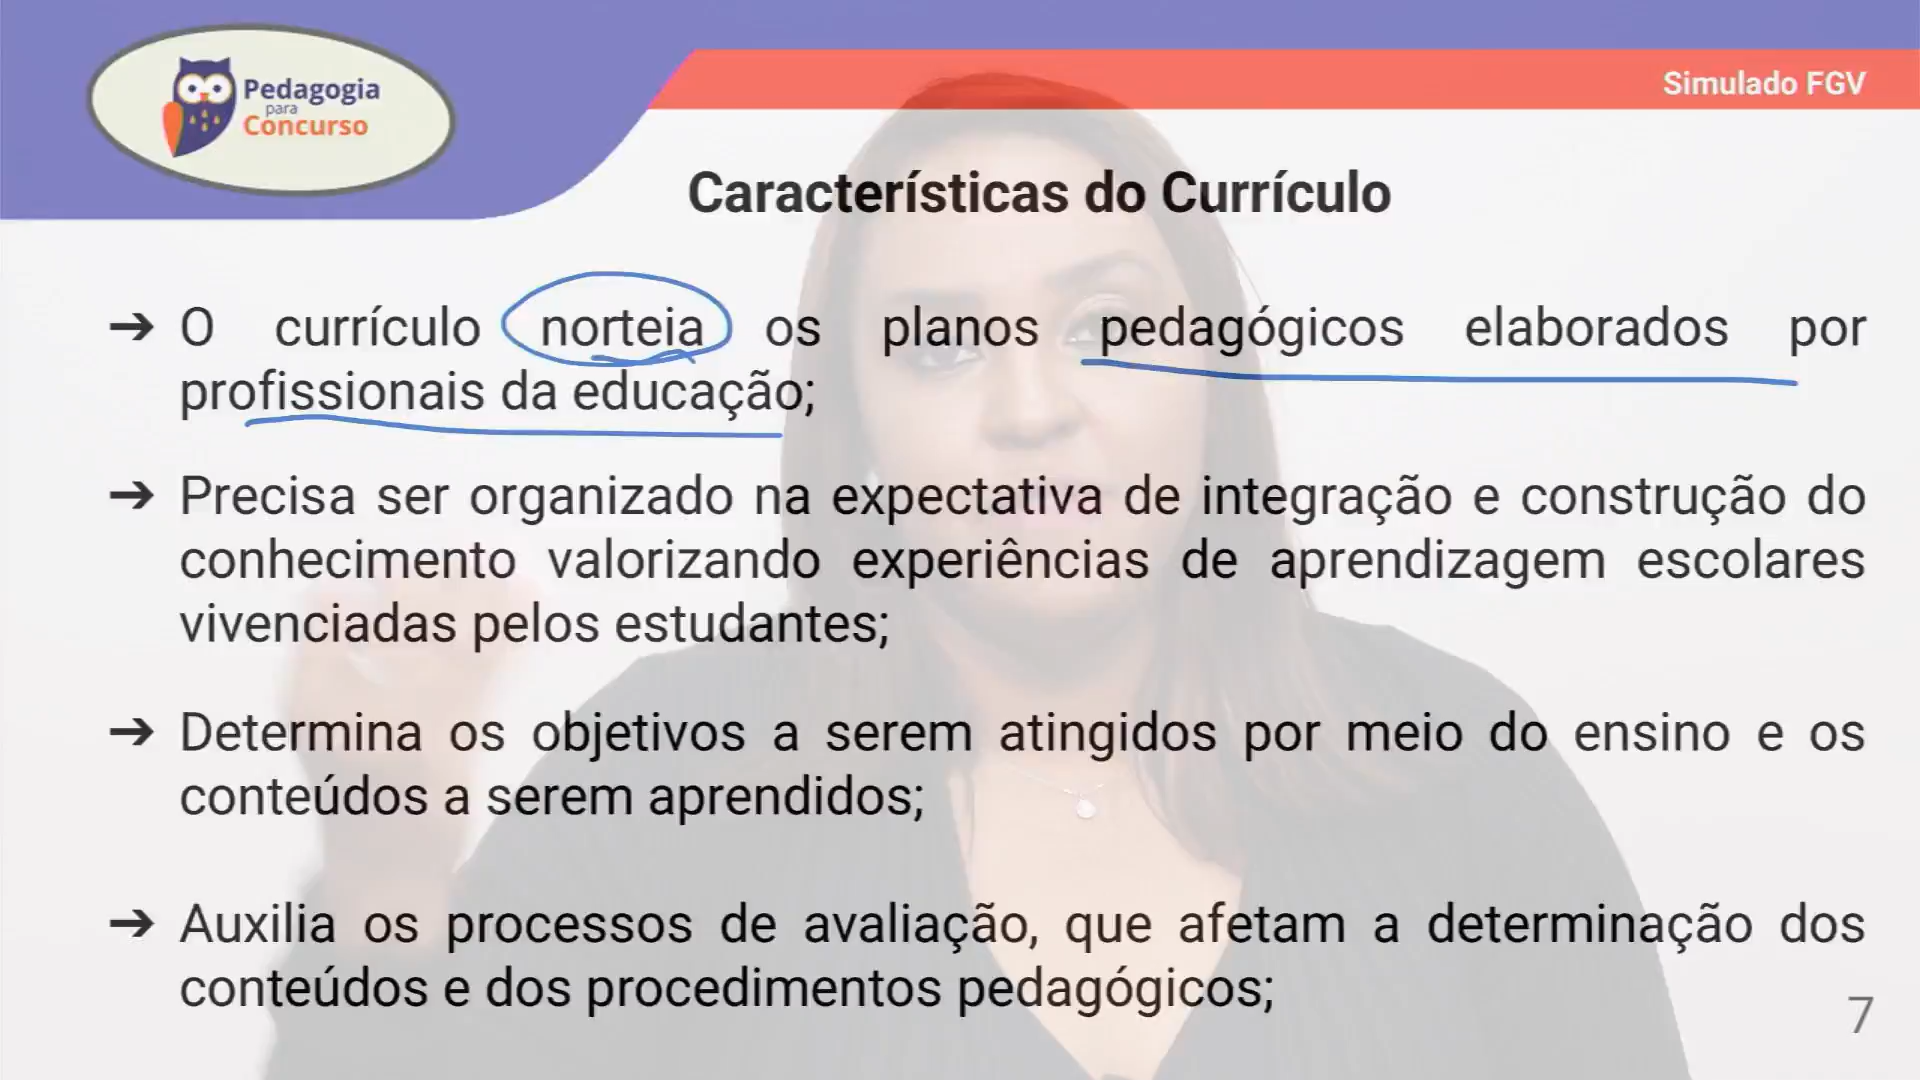 Pedagogia
para
Concurso
Simulado FGV
Características do Currículo
➔ O currículo norteia os planos pedagógicos elaborados por
profissionais da educação;
➔ Precisa ser organizado na expectativa de integração e construção do
conhecimento valorizando experiências de aprendizagem escolares
vivenciadas pelos estudantes;
➔ Determina os objetivos a serem atingidos por meio do ensino e os
conteúdos a serem aprendidos;
➔ Auxilia os processos de avaliação, que afetam a determinação dos
conteúdos e dos procedimentos pedagógicos;
7